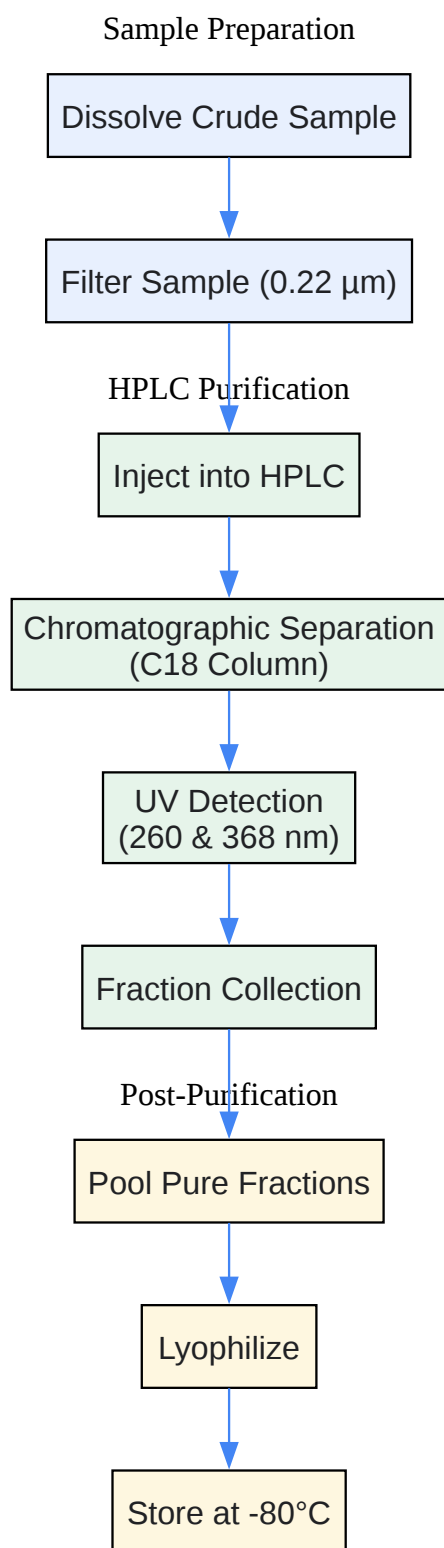 Sample Preparation
Dissolve Crude Sample
Filter Sample (0.22 µm)
HPLC Purification
Inject into HPLC
Chromatographic Separation
(C18 Column)
UV Detection
(260 & 368 nm)
Fraction Collection
Post-Purification
Pool Pure Fractions
Lyophilize
Store at -80°C